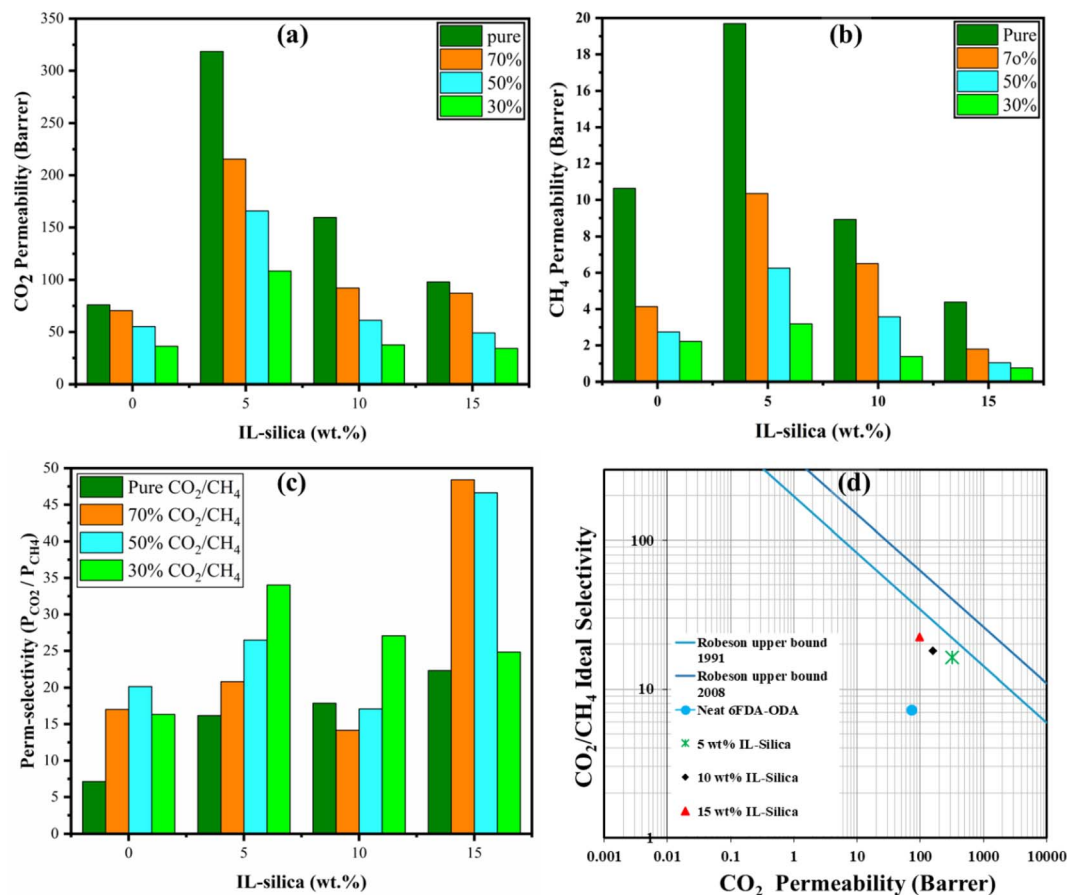 (a)
pure
70%
50%
30%
350
300
250
200
150
100
50
0
CO2 Permeability (Barrer)
0 5 10 15
IL-silica (wt.%)
(b)
Pure
7o%
50%
30%
20
18
16
14
12
10
8
6
4
2
0
CH4 Permeability (Barrer)
0 5 10 15
IL-silica (wt.%)
(c)
Pure CO2/CH4
70% CO2/CH4
50% CO2/CH4
30% CO2/CH4
50
45
40
35
30
25
20
15
10
5
0
Perm-selectivity (PCO2 / PCH4)
0 5 10 15
IL-silica (wt.%)
(d)
100
10
1
CO2/CH4 Ideal Selectivity
Robeson upper bound
1991
Robeson upper bound
2008
Neat 6FDA-ODA
5 wt% IL-Silica
10 wt% IL-Silica
15 wt% IL-Silica
0.001 0.01 0.1 1 10 100 1000 10000
CO2 Permeability (Barrer)